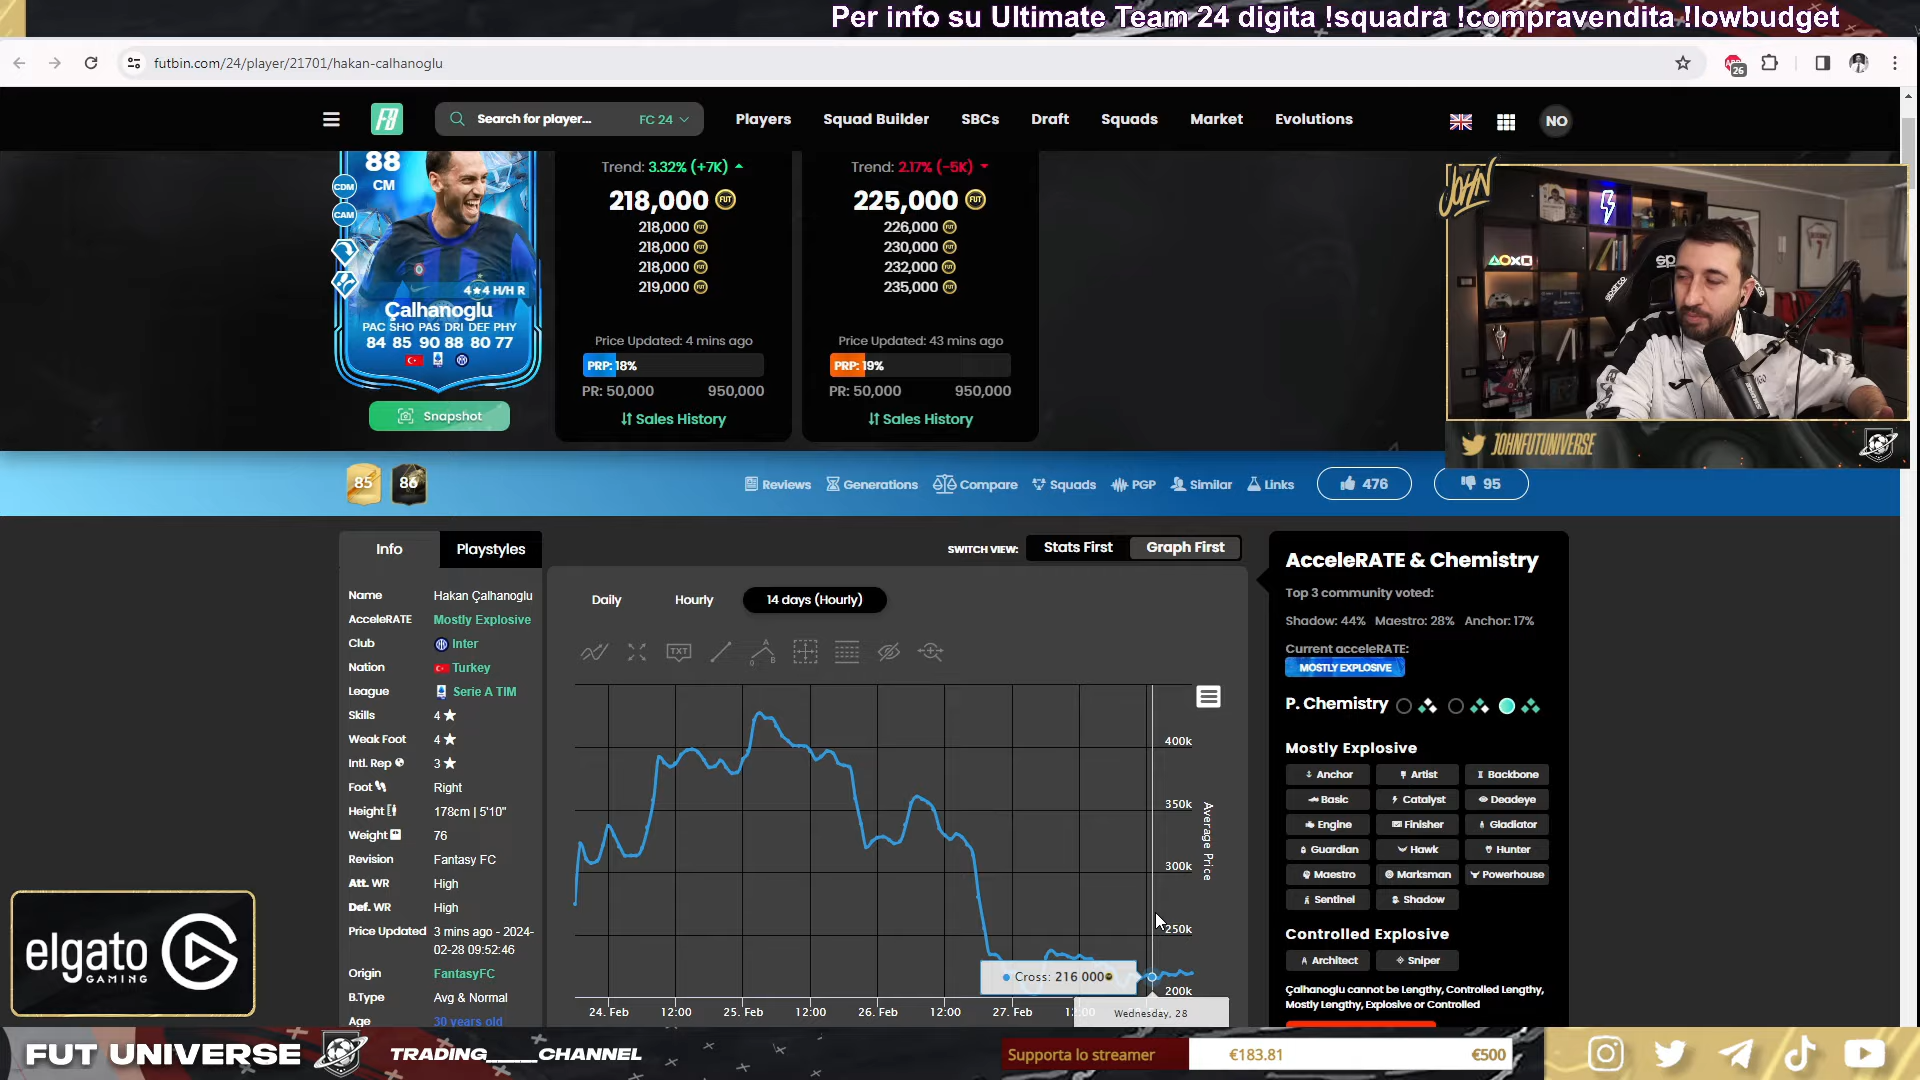 Per info su Ultimate Team 24 digita !squadra !compravendita !lowbudget
futbin.com/24/player/21701/hakan-calhanoglu
26
Search for player...
FC 24
Players
Squad Builder
SBCs
Draft
Squads
Market
Evolutions
NO
88
CM
CDM
CAM
4★4 H/H R
Çalhanoglu
PAC SHO PAS DRI DEF PHY
84 85 90 88 80 77
Snapshot
Trend: 3.32% (+7K)
218,000
218,000
218,000
218,000
219,000
Price Updated: 4 mins ago
PRP: 18%
PR: 50,000 950,000
Sales History
Trend: 2.17% (-5K)
225,000
226,000
230,000
232,000
235,000
Price Updated: 43 mins ago
PRP: 19%
PR: 50,000 950,000
Sales History
JOHN
JOHNFUTUNIVERSE
85
86
Reviews
Generations
Compare
Squads
PGP
Similar
Links
476
95
Info
Playstyles
Name Hakan Çalhanoglu
AcceleRATE Mostly Explosive
Club Inter
Nation Turkey
League Serie A TIM
Skills 4 ★
Weak Foot 4 ★
Intl. Rep 3 ★
Foot Right
Height 178cm | 5'10"
Weight 76
Revision Fantasy FC
Att. WR High
Def. WR High
Price Updated 3 mins ago - 2024-
02-28 09:52:46
Origin FantasyFC
B.Type Avg & Normal
Age 30 years old
SWITCH VIEW:
Stats First
Graph First
Daily
Hourly
14 days (Hourly)
TXT
400k
350k
300k
250k
200k
Average Price
Cross: 216 000
24. Feb
12:00
25. Feb
12:00
26. Feb
12:00
27. Feb
Wednesday, 28
AcceleRATE & Chemistry
Top 3 community voted:
Shadow: 44% Maestro: 28% Anchor: 17%
Current acceleRATE:
MOSTLY EXPLOSIVE
P. Chemistry
Mostly Explosive
Anchor Artist Backbone
Basic Catalyst Deadeye
Engine Finisher Gladiator
Guardian Hawk Hunter
Maestro Marksman Powerhouse
Sentinel Shadow
Controlled Explosive
Architect Sniper
Çalhanoglu cannot be Lengthy, Controlled Lengthy,
Mostly Lengthy, Explosive or Controlled
elgato
GAMING
FUT UNIVERSE
TRADING____CHANNEL
Supporta lo streamer
€183.81
€500